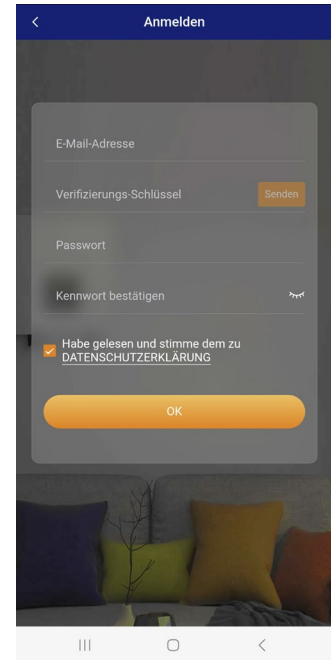 Anmelden
E-Mail-Adresse
Verifizierungs-Schlüssel
Senden
Passwort
Kennwort bestätigen
Habe gelesen und stimme dem zu
DATENSCHUTZERKLÄRUNG
OK